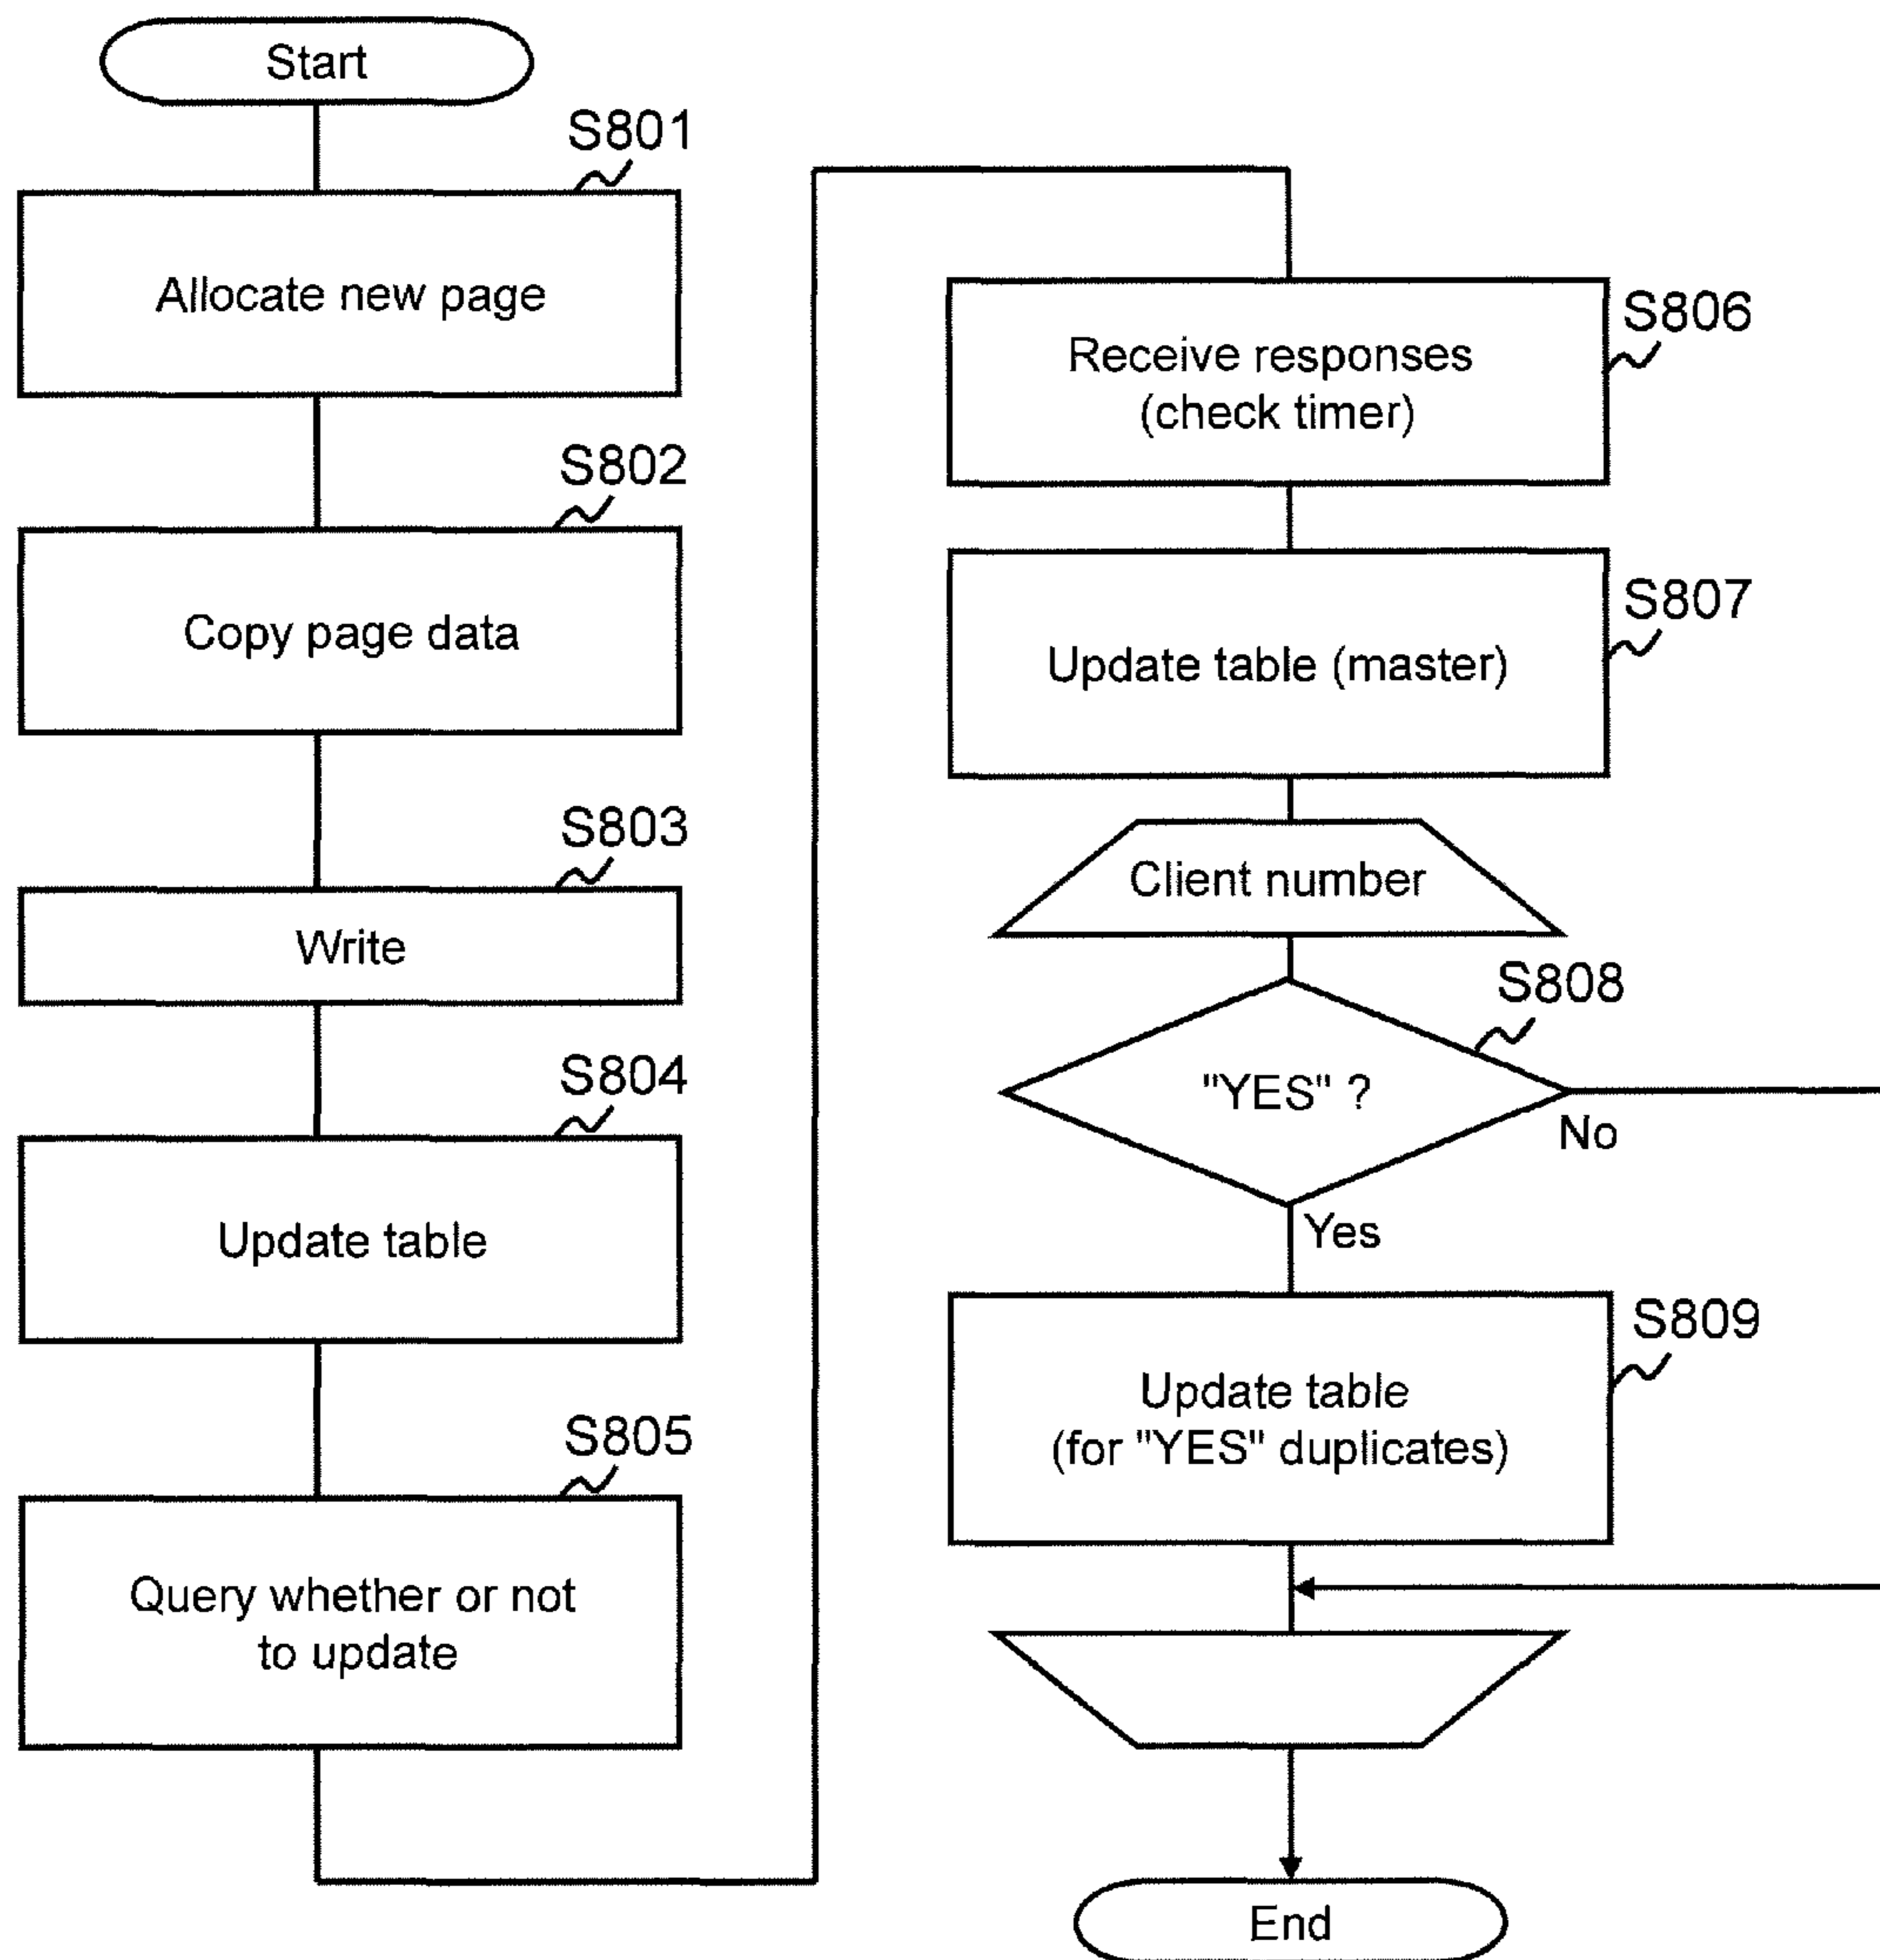 Start
S801
Allocate new page
S802
Copy page data
S803
Write
S804
Update table
S805
Query whether or not
to update
S806
Receive responses
(check timer)
S807
Update table (master)
Client number
S808
"YES" ?
No
Yes
S809
Update table
(for "YES" duplicates)
End